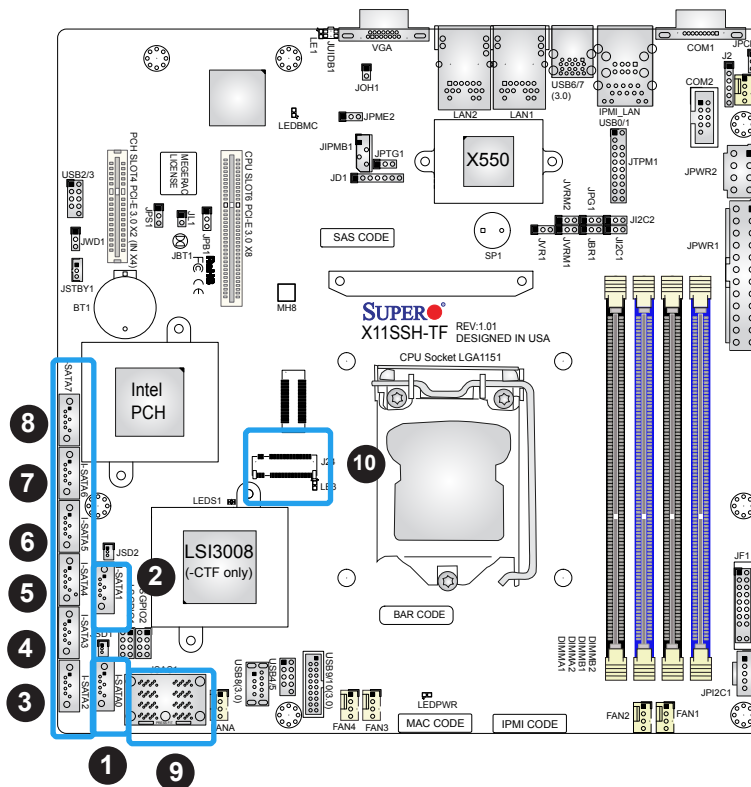 LE1
JUIDB1
VGA
COM1
JPCI
J2
COM2
JOH1
LAN2
LAN1
USB6/7
(3.0)
IPMI_LAN
USB0/1
LEDBMC
JPME2
JIPMB1
JPTG1
JD1
X550
JTPM1
JPWR2
PCH SLOT4 PCI-E 3.0 X2 (IN X4)
MEGERAC
LICENSE
CPU SLOT6 PCI-E 3.0 X8
USB2/3
JPS1
JL1
JPB1
JBT1
RoHS
FC
CE
JWD1
JSTBY1
BT1
SAS CODE
SP1
JVRM2
JPG1
JI2C2
JVR1
JVRM1
JBR1
JI2C1
JPWR1
MH8
SUPER
X11SSH-TF
REV:1.01
DESIGNED IN USA
CPU Socket LGA1151
Intel
PCH
8
7
6
5
4
3
I-SATA6
I-SATA5
I-SATA4
I-SATA3
I-SATA2
J24
10
LEDS1
JSD2
LSI3008
(-CTF only)
2
I-SATA1
I-SATA0
BAR CODE
DIMMA1
DIMMA2
DIMMB1
DIMMB2
JF1
JPI2C1
USB8(3.0)
USB4/5
USB9/10(3.0)
FAN4
FAN3
LEDPWR
MAC CODE
IPMI CODE
FAN2
FAN1
1
9